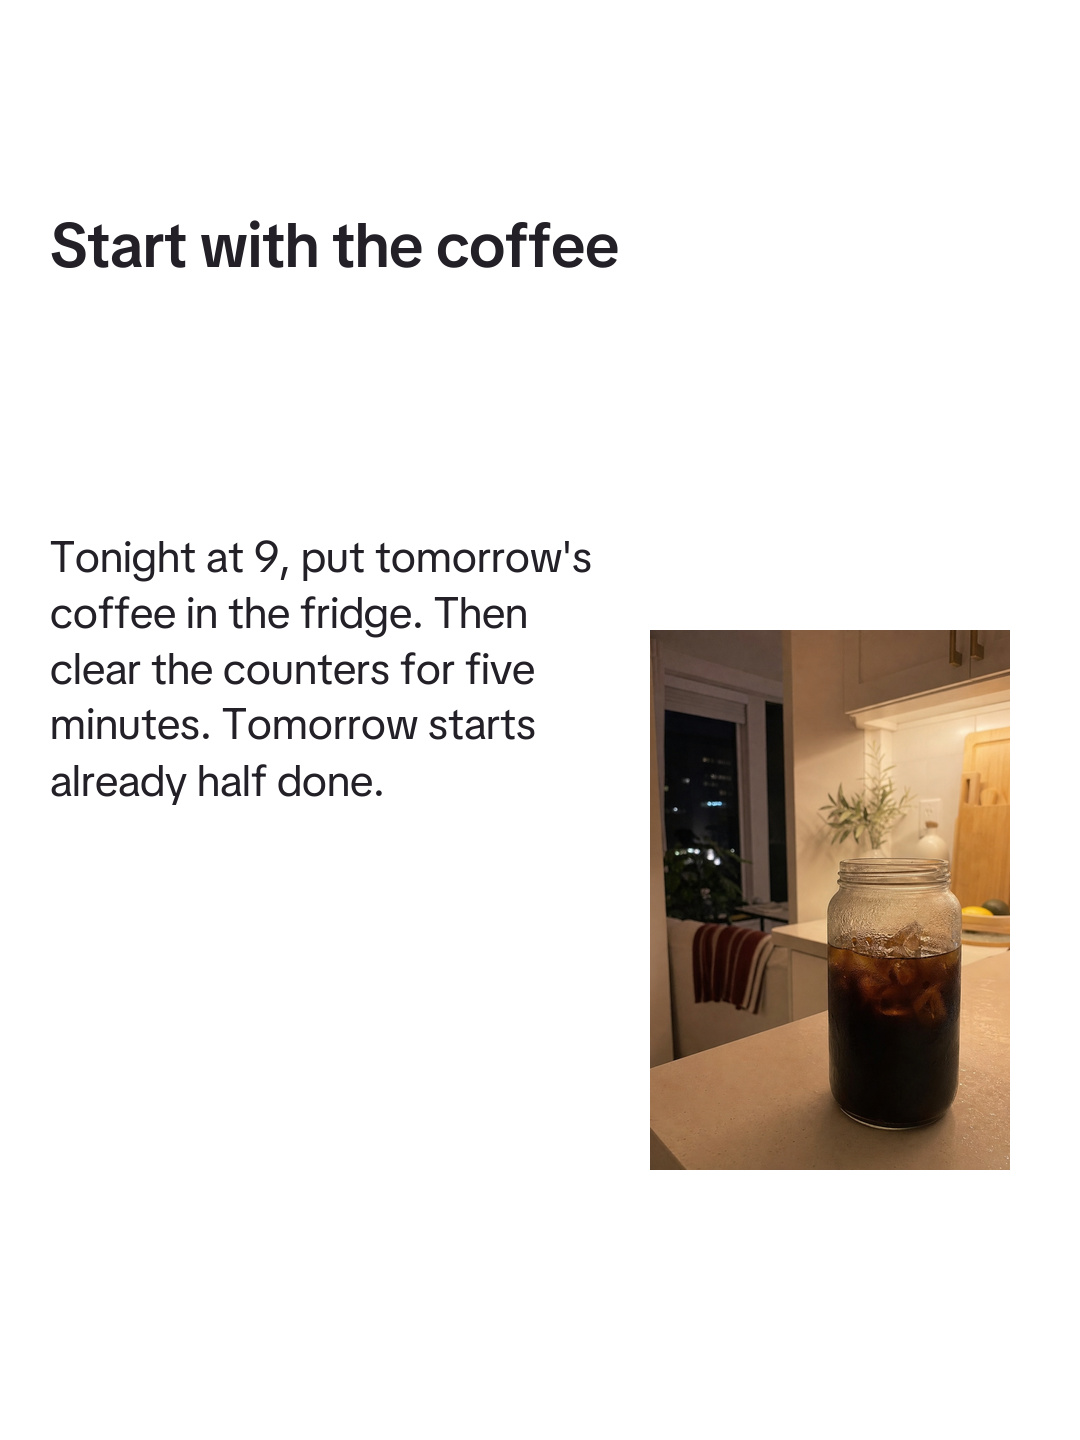 Start with the coffee
Tonight at 9, put tomorrow's
coffee in the fridge. Then
clear the counters for five
minutes. Tomorrow starts
already half done.